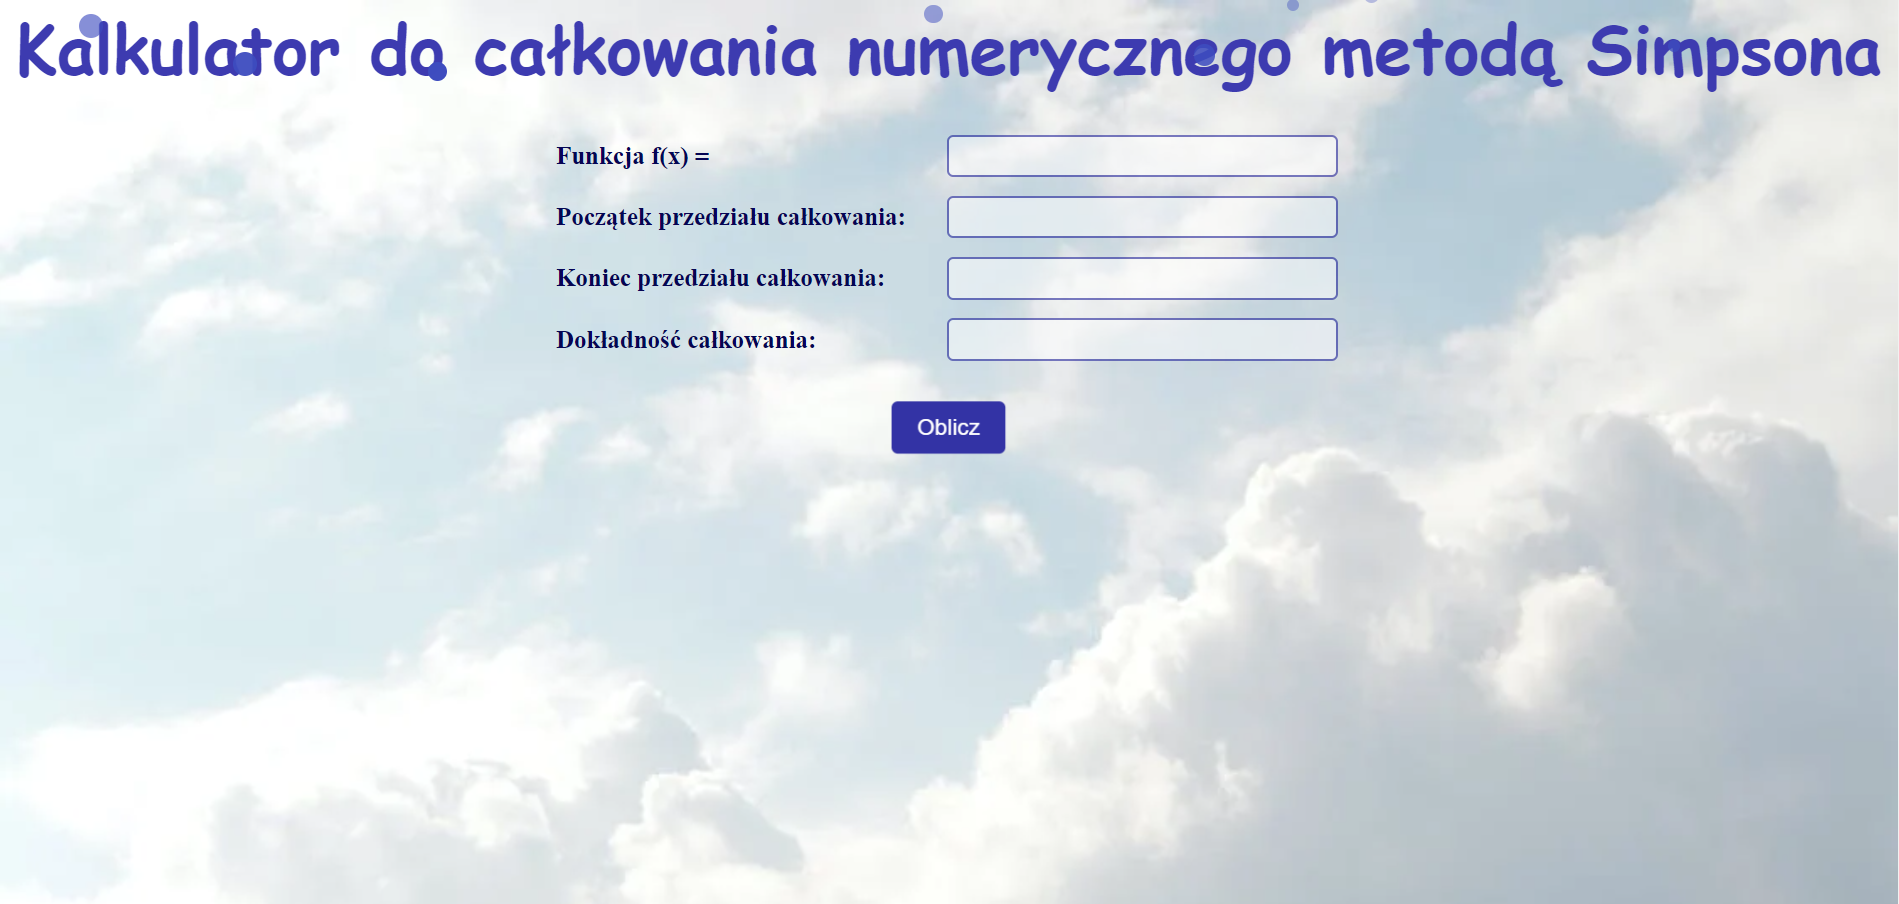 Kalkulator do całkowania numerycznego metodą Simpsona
Funkcja f(x) =
Początek przedziału całkowania:
Koniec przedziału całkowania:
Dokładność całkowania:
Oblicz